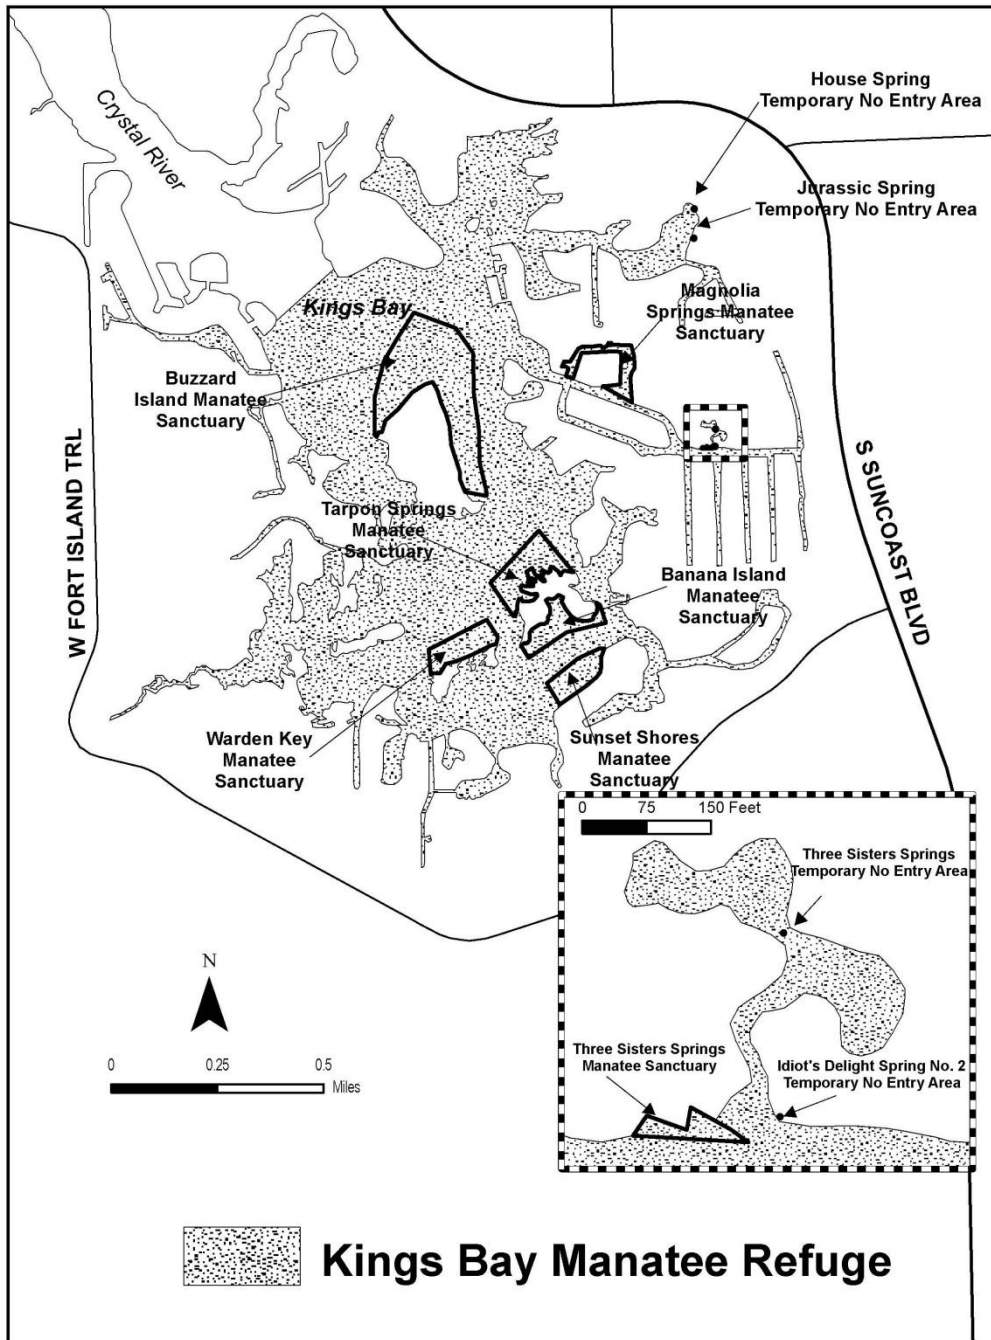 House Spring
Temporary No Entry Area
Crystal River
Jurassic Spring
Temporary No Entry Area
Magnolia
Springs Manatee
Sanctuary
Kings Bay
Buzzard
Island Manatee
Sanctuary
W FORT ISLAND TRL
S SUNCOAST BLVD
Tarpon Springs
Manatee
Sanctuary
Banana Island
Manatee
Sanctuary
Warden Key
Manatee
Sanctuary
Sunset Shores
Manatee
Sanctuary
0 75 150 Feet
Three Sisters Springs
Temporary No Entry Area
N
0 0.25 0.5
Miles
Three Sisters Springs
Manatee Sanctuary
Idiot's Delight Spring No. 2
Temporary No Entry Area
Kings Bay Manatee Refuge